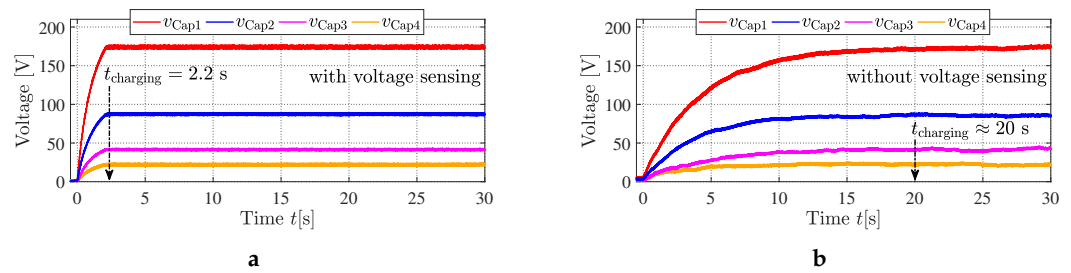 v_Cap1 v_Cap2 v_Cap3 v_Cap4
200
150
100
50
0
Voltage [V]
t_charging = 2.2 s
with voltage sensing
0 5 10 15 20 25 30
Time t[s]
a
v_Cap1 v_Cap2 v_Cap3 v_Cap4
200
150
100
50
0
Voltage [V]
without voltage sensing
t_charging ≈ 20 s
0 5 10 15 20 25 30
Time t[s]
b